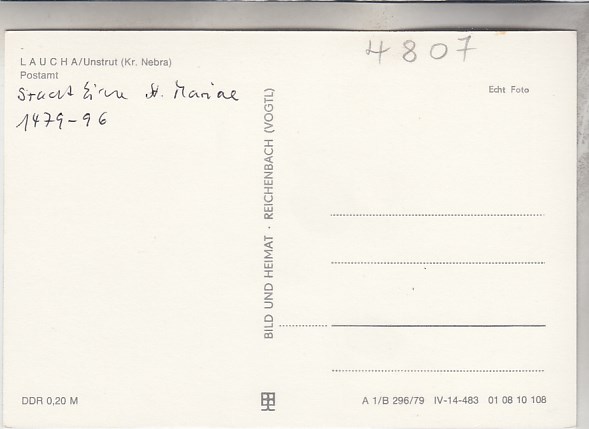 LAUCHA/Unstrut (Kr. Nebra)
Postamt
Stadtkirche St. Mariae
1479-96
4807
Echt Foto
BILD UND HEIMAT · REICHENBACH (VOGTL)
DDR 0,20 M
A 1/B 296/79 IV-14-483 01 08 10 108